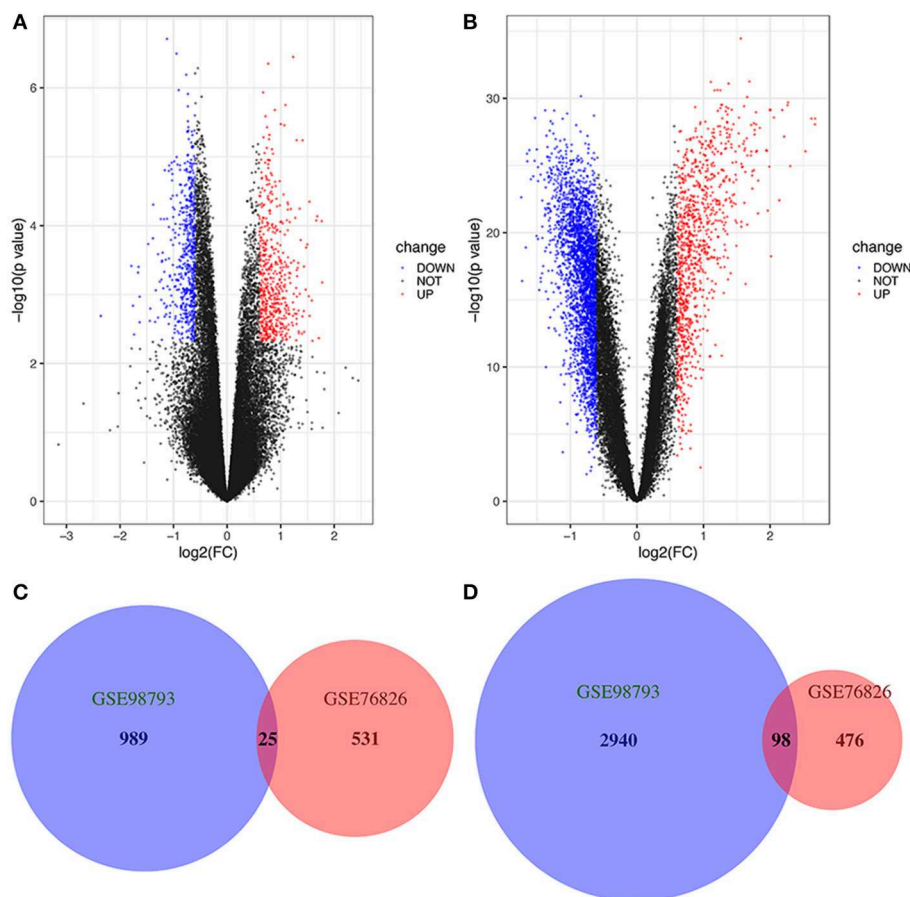 A
6
4
2
0
−log10(p value)
−3
−2
−1
0
1
2
log2(FC)
change
DOWN
NOT
UP
B
30
20
10
0
−log10(p value)
−1
0
1
2
log2(FC)
change
DOWN
NOT
UP
C
GSE98793
GSE76826
989
25
531
D
GSE98793
GSE76826
2940
98
476